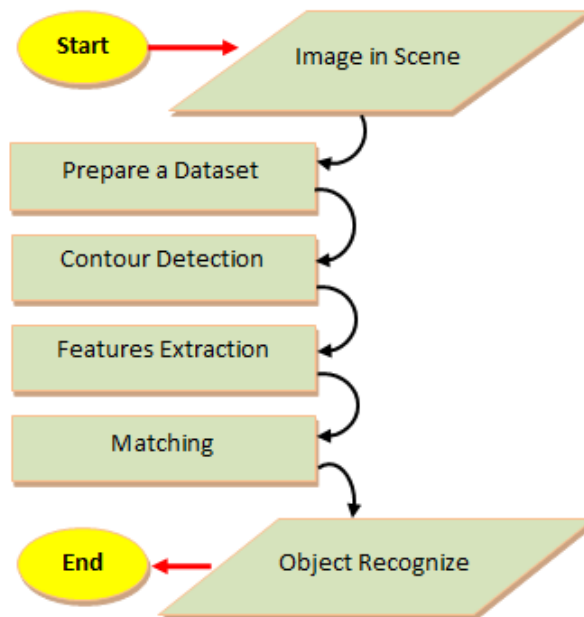 Start
Image in Scene
Prepare a Dataset
Contour Detection
Features Extraction
Matching
Object Recognize
End